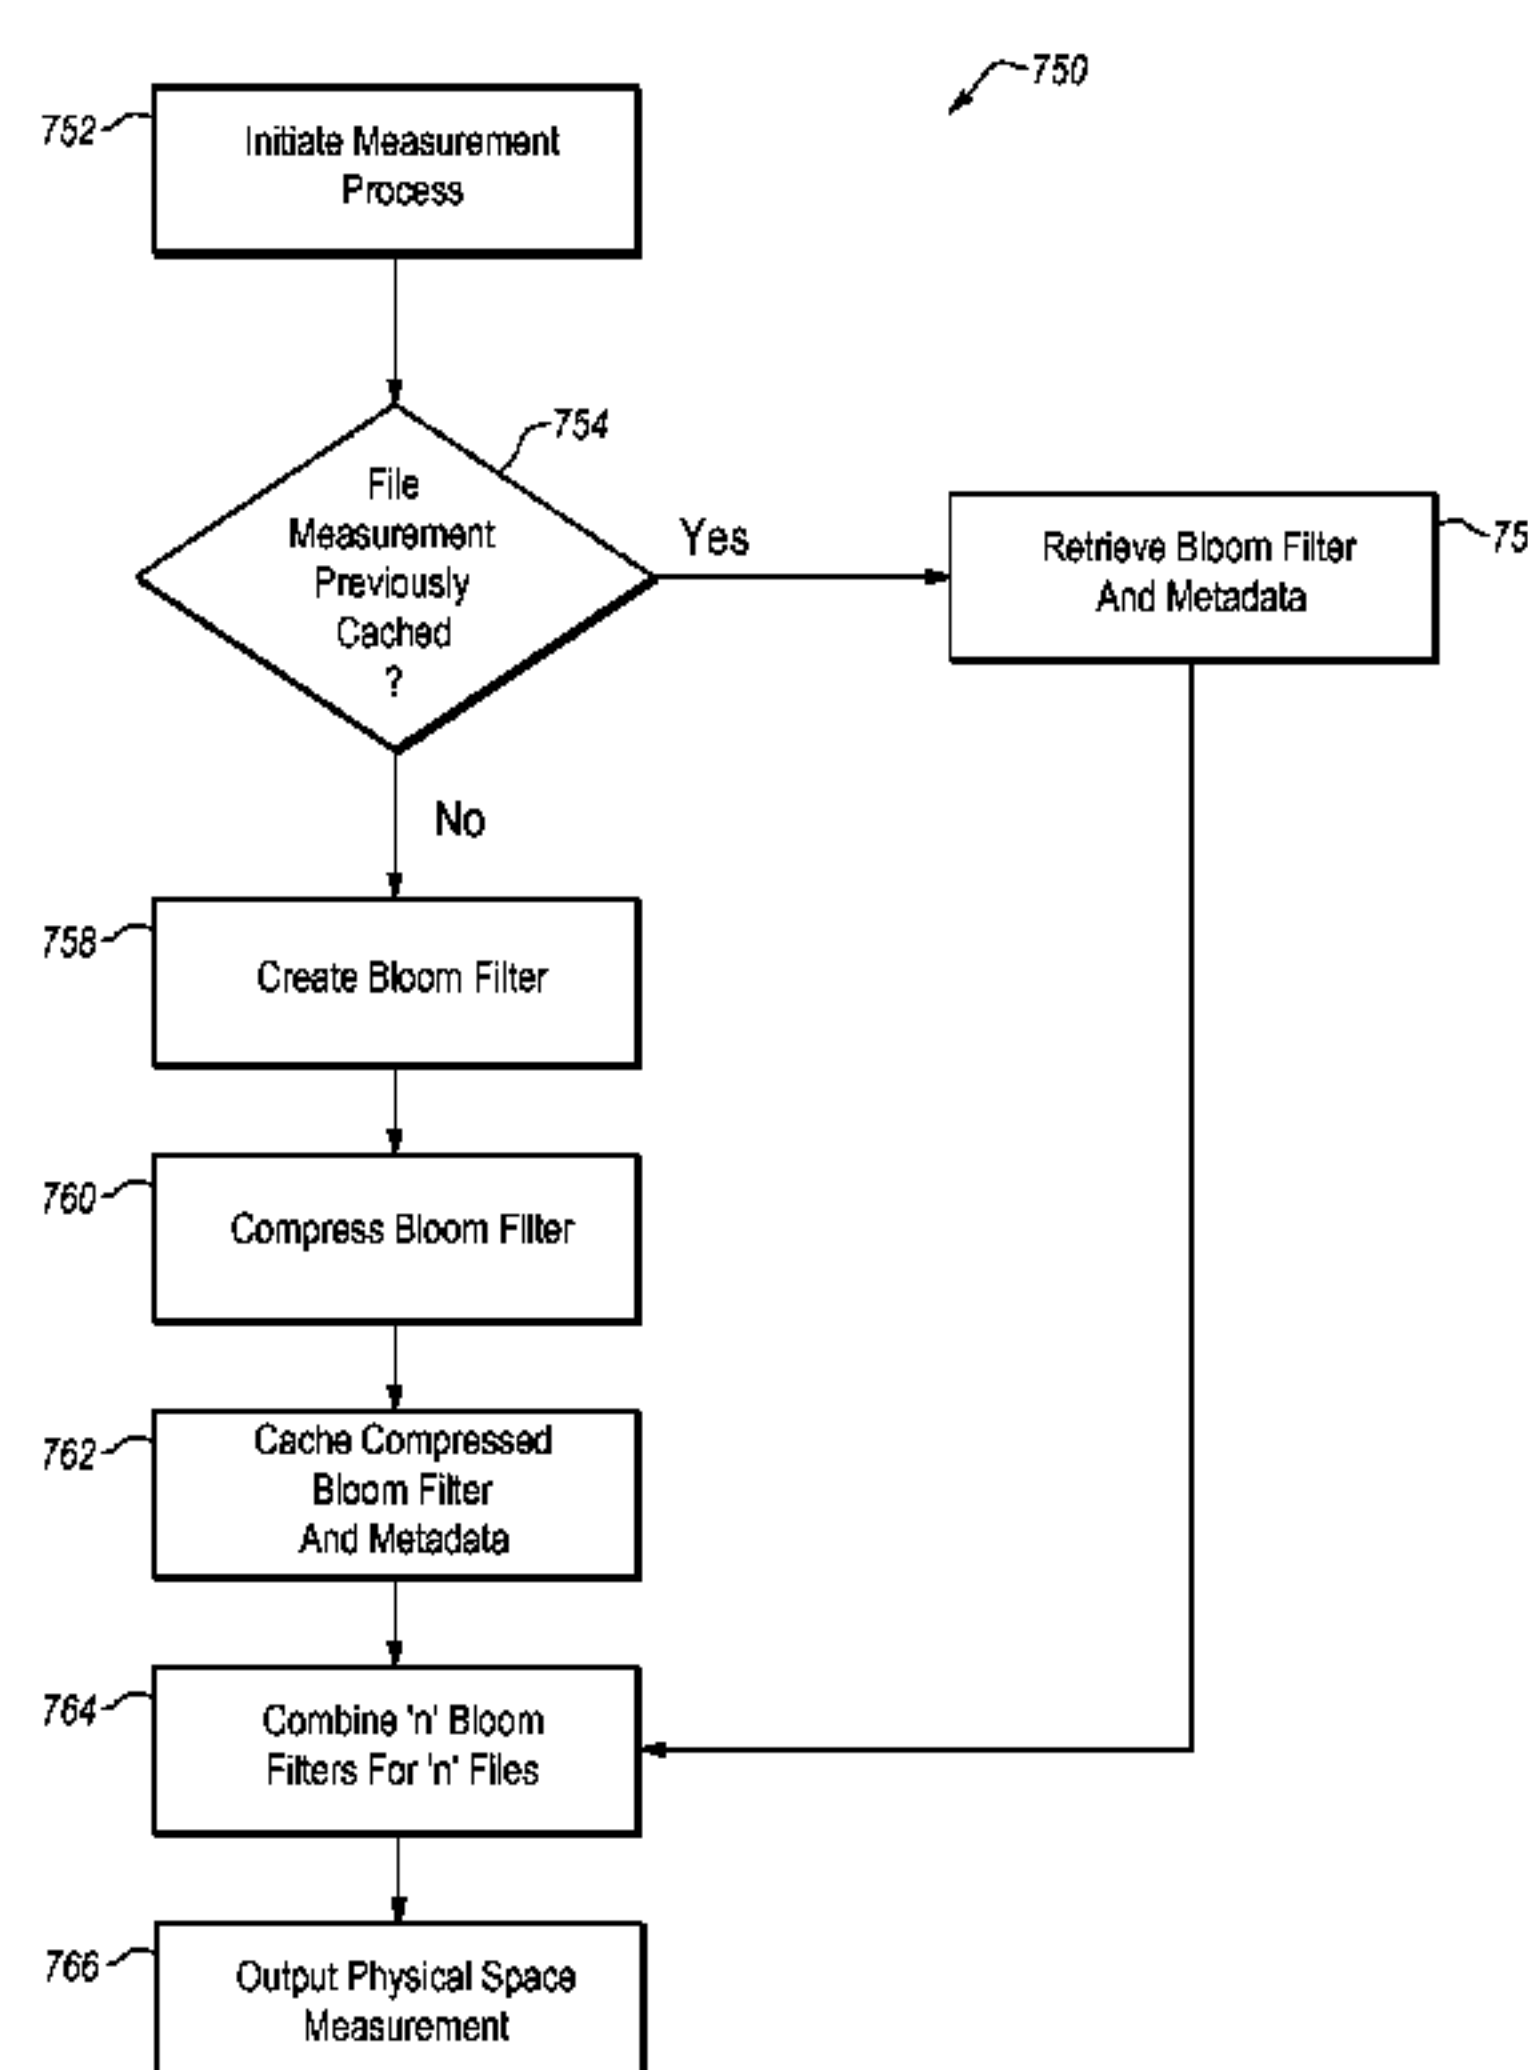 750
752
Initiate Measurement
Process
754
File
Measurement
Previously
Cached
?
Yes
Retrieve Bloom Filter
And Metadata
75
No
758
Create Bloom Filter
760
Compress Bloom Filter
762
Cache Compressed
Bloom Filter
And Metadata
764
Combine 'n' Bloom
Filters For 'n' Files
766
Output Physical Space
Measurement